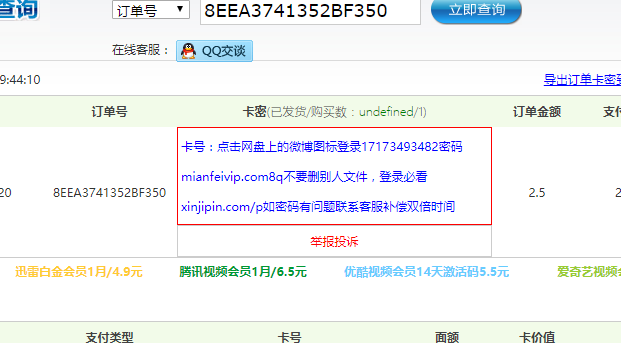 查询
订单号
8EEA3741352BF350
立即查询
在线客服：
QQ交谈
9:44:10
导出订单卡密到
订单号
卡密(已发货/购买数：undefined/1)
订单金额
支付
20
8EEA3741352BF350
卡号：点击网盘上的微博图标登录17173493482密码
mianfeivip.com8q不要删别人文件，登录必看
xinjipin.com/p如密码有问题联系客服补偿双倍时间
2.5
2
举报投诉
迅雷白金会员1月/4.9元
腾讯视频会员1月/6.5元
优酷视频会员14天激活码5.5元
爱奇艺视频会
支付类型
卡号
面额
卡价值